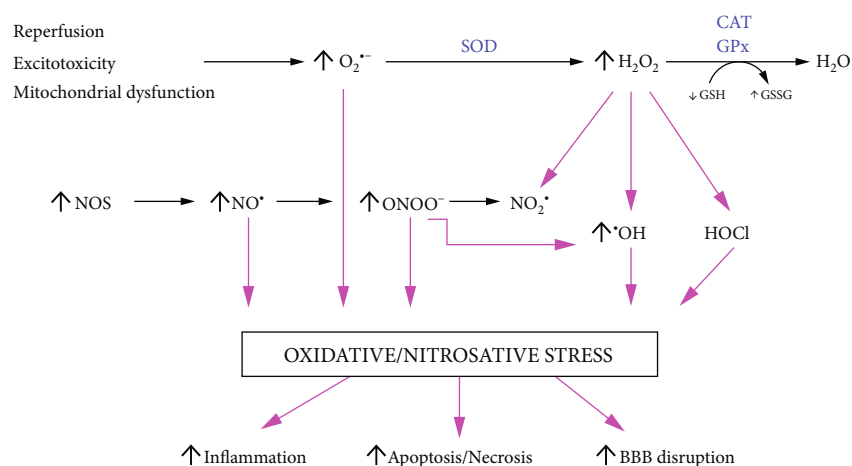 Reperfusion
Excitotoxicity
Mitochondrial dysfunction
↑ O₂•⁻
SOD
↑ H₂O₂
CAT
GPx
↓ GSH
↑ GSSG
H₂O
↑ NOS
↑ NO•
↑ ONOO⁻
NO₂•
↑ •OH
HOCl
OXIDATIVE/NITROSATIVE STRESS
↑ Inflammation
↑ Apoptosis/Necrosis
↑ BBB disruption